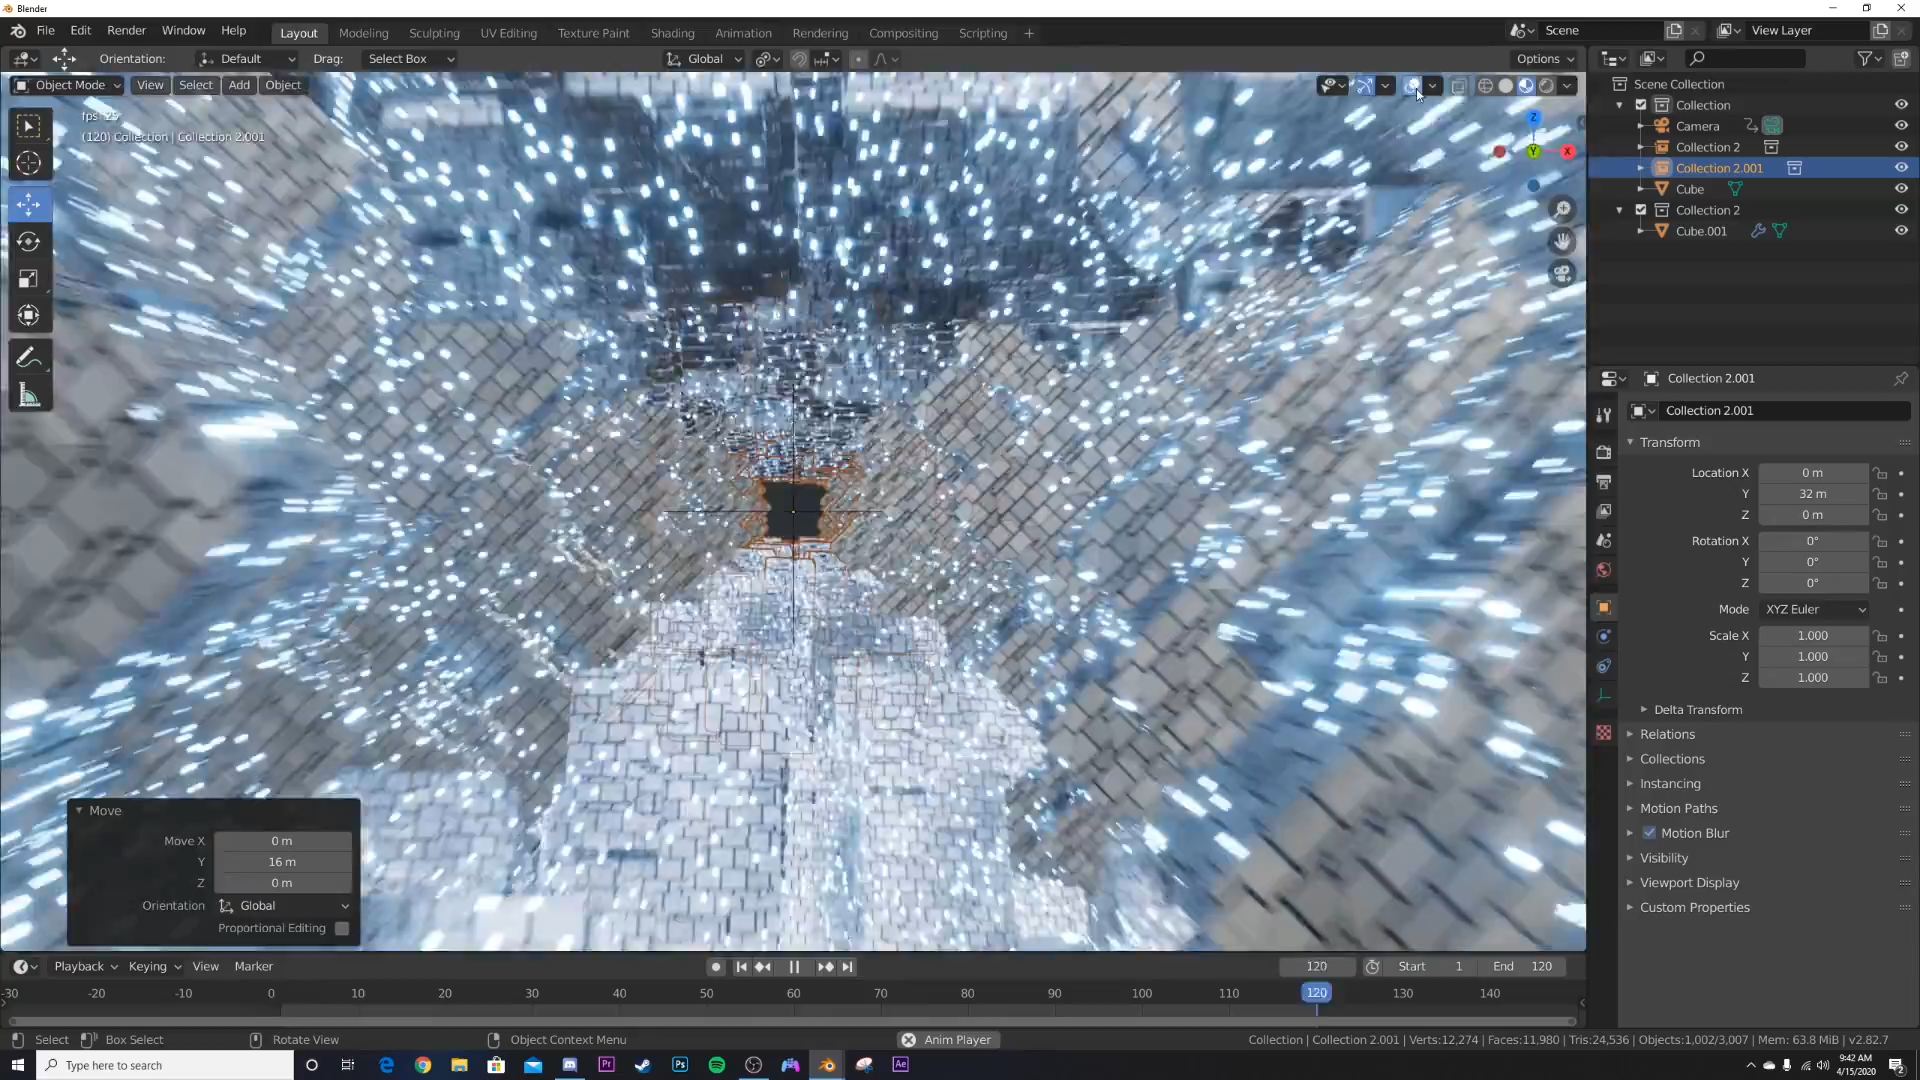 Blender
File Edit Render Window Help Layout Modeling Sculpting UV Editing Texture Paint Shading Animation Rendering Compositing Scripting + Scene View Layer
Orientation: Default Drag: Select Box Global Options
Object Mode View Select Add Object
Scene Collection
fps: 25
Collection
(120) Collection | Collection 2.001
Camera
Z
Collection 2
Y X
Collection 2.001
Cube
Collection 2
Cube.001
Collection 2.001
Collection 2.001
Transform
Location X 0 m
Y 32 m
Z 0 m
Rotation X 0°
Y 0°
Z 0°
Mode XYZ Euler
Scale X 1.000
Y 1.000
Z 1.000
Delta Transform
Relations
Collections
Instancing
Motion Paths
Motion Blur
Visibility
Viewport Display
Custom Properties
Move
Move X 0 m
Y 16 m
Z 0 m
Orientation Global
Proportional Editing
Playback Keying View Marker 120 Start 1 End 120
-30 -20 -10 0 10 20 30 40 50 60 70 80 90 100 110 120 130 140
Select Box Select Rotate View Object Context Menu Anim Player Collection | Collection 2.001 | Verts:12,274 | Faces:11,980 | Tris:24,536 | Objects:1,002/3,007 | Mem: 63.8 MiB | v2.82.7
Type here to search Pr Ps Ae 9:42 AM
4/15/2020 2